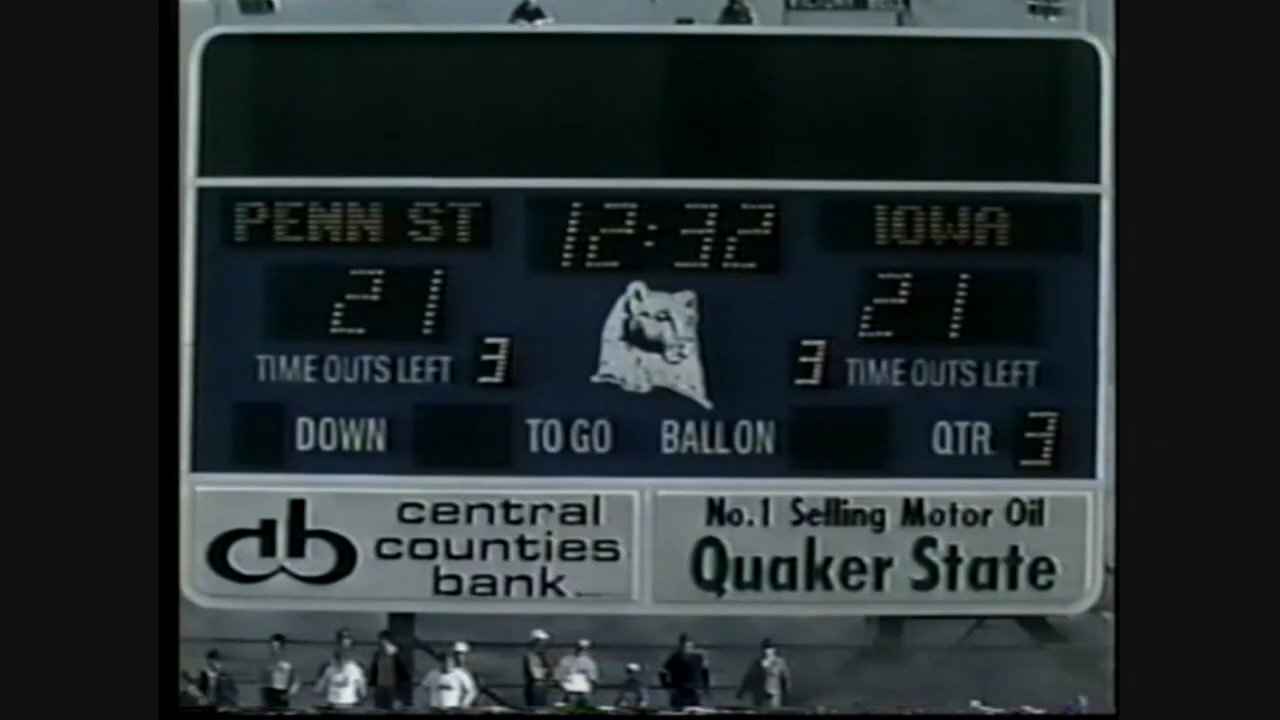 PENN ST 12:32 IOWA
21 21
TIME OUTS LEFT 3 3 TIME OUTS LEFT
DOWN TO GO BALL ON QTR 3
cb central counties bank
No.1 Selling Motor Oil
Quaker State